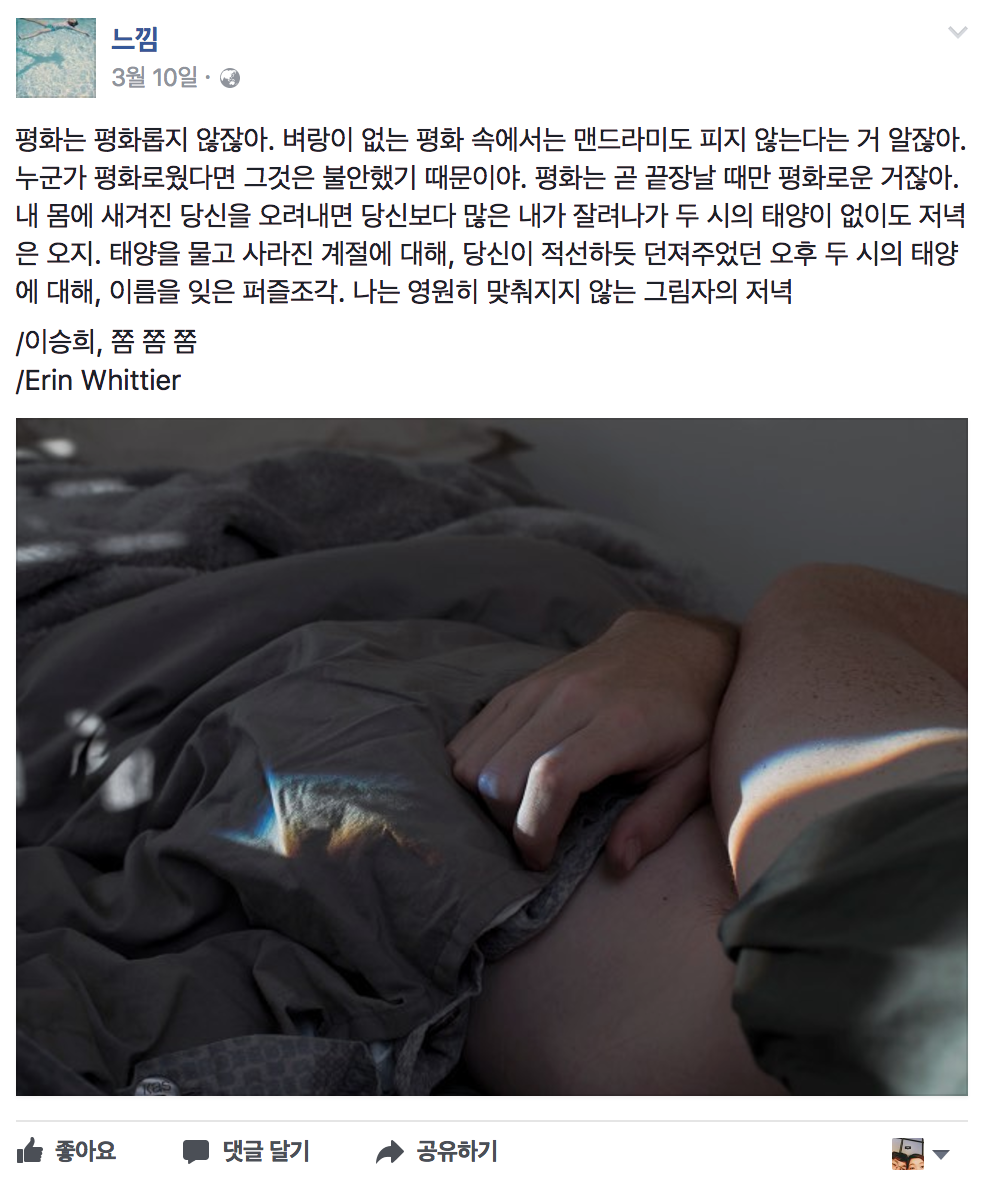 느낌
3월 10일 ·
평화는 평화롭지 않잖아. 벼랑이 없는 평화 속에서는 맨드라미도 피지 않는다는 거 알잖아.
누군가 평화로웠다면 그것은 불안했기 때문이야. 평화는 곧 끝장날 때만 평화로운 거잖아.
내 몸에 새겨진 당신을 오려내면 당신보다 많은 내가 잘려나가 두 시의 태양이 없이도 저녁
은 오지. 태양을 물고 사라진 계절에 대해, 당신이 적선하듯 던져주었던 오후 두 시의 태양
에 대해, 이름을 잊은 퍼즐조각. 나는 영원히 맞춰지지 않는 그림자의 저녁
/이승희, 쫌 쫌 쫌
/Erin Whittier
kas
좋아요 댓글 달기 공유하기